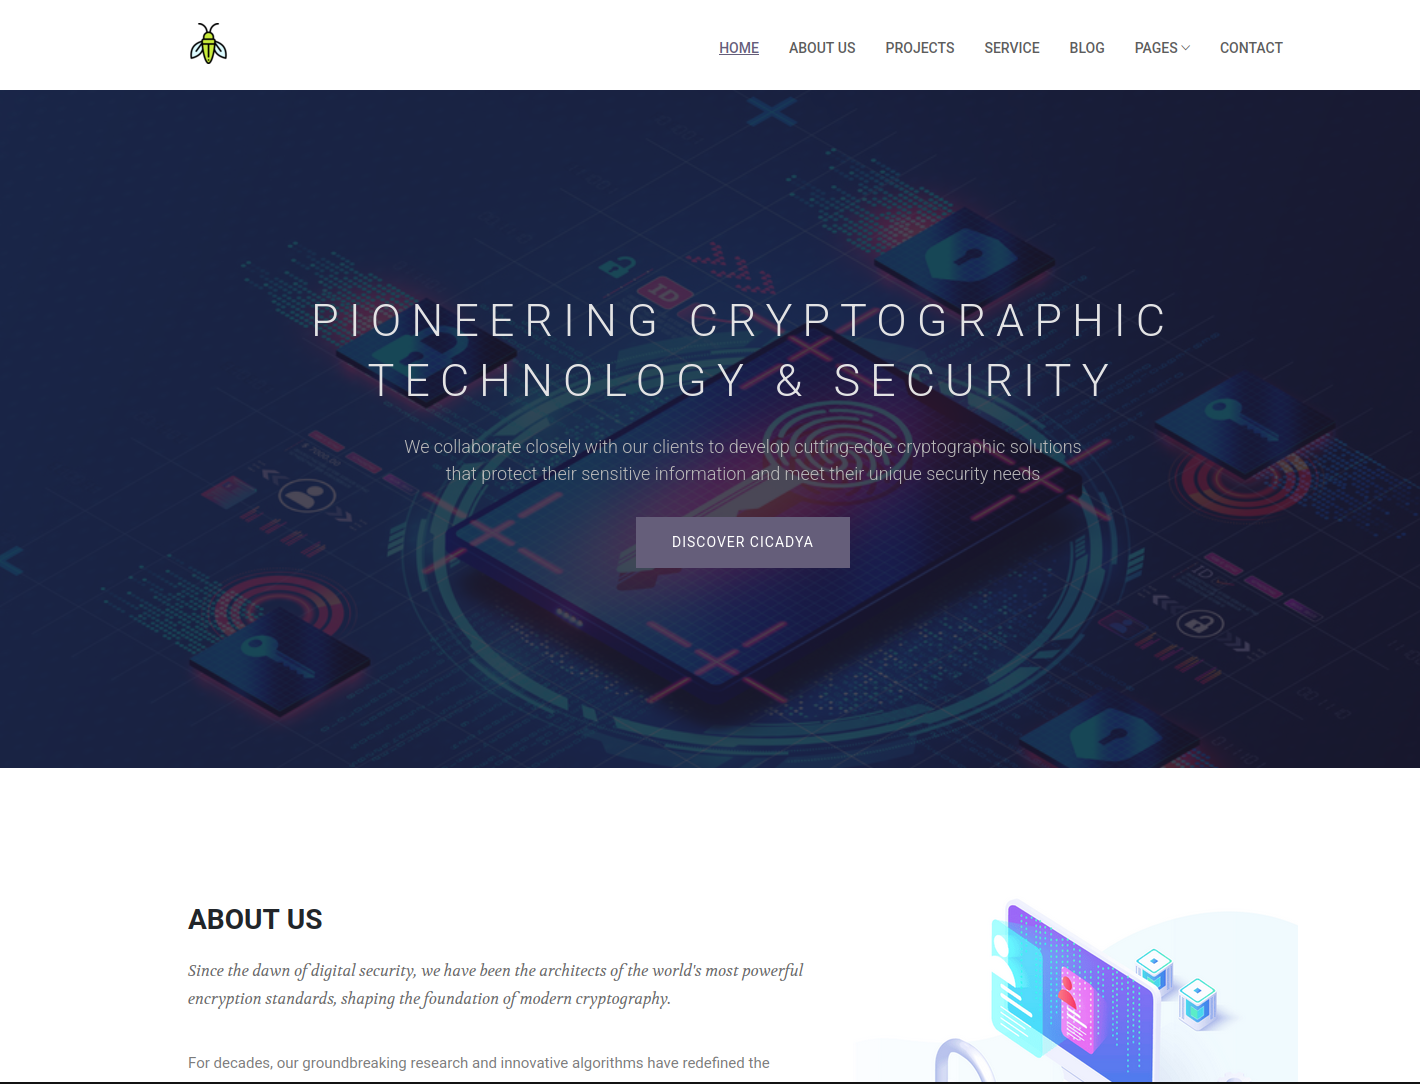 HOME ABOUT US PROJECTS SERVICE BLOG PAGES CONTACT
PIONEERING CRYPTOGRAPHIC
TECHNOLOGY & SECURITY
We collaborate closely with our clients to develop cutting-edge cryptographic solutions
that protect their sensitive information and meet their unique security needs
DISCOVER CICADYA
ID
ID
ABOUT US
Since the dawn of digital security, we have been the architects of the world's most powerful
encryption standards, shaping the foundation of modern cryptography.
For decades, our groundbreaking research and innovative algorithms have redefined the